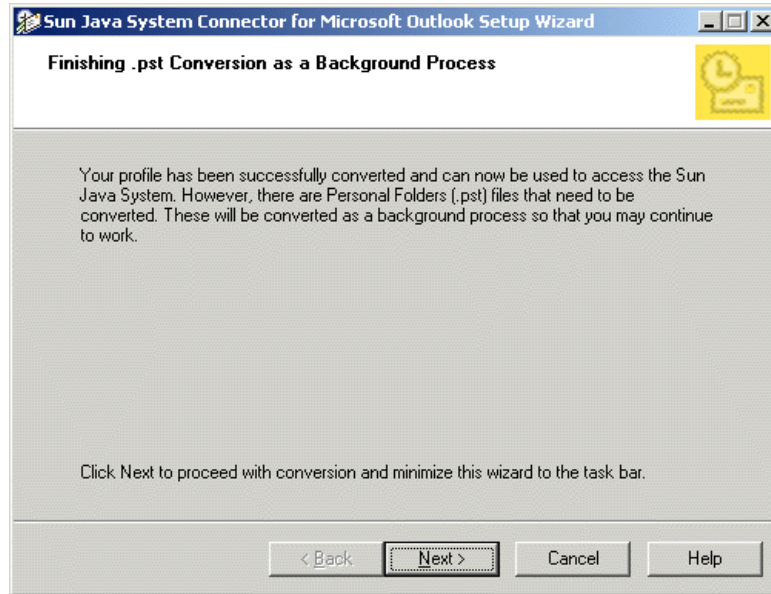 Sun Java System Connector for Microsoft Outlook Setup Wizard
Finishing .pst Conversion as a Background Process
Your profile has been successfully converted and can now be used to access the Sun
Java System. However, there are Personal Folders (.pst) files that need to be
converted. These will be converted as a background process so that you may continue
to work.
Click Next to proceed with conversion and minimize this wizard to the task bar.
< Back Next > Cancel Help